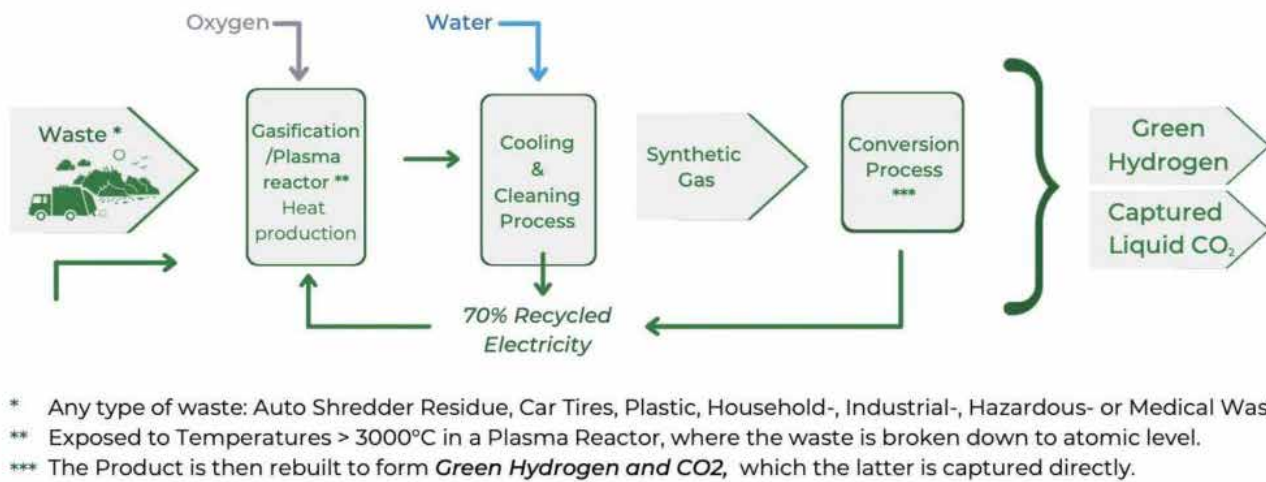 Oxygen
Water
Waste *
Gasification
/Plasma
reactor **
Heat
production
Cooling
&
Cleaning
Process
Synthetic
Gas
Conversion
Process
***
Green
Hydrogen
Captured
Liquid CO₂
70% Recycled
Electricity
* Any type of waste: Auto Shredder Residue, Car Tires, Plastic, Household-, Industrial-, Hazardous- or Medical Was
** Exposed to Temperatures > 3000°C in a Plasma Reactor, where the waste is broken down to atomic level.
*** The Product is then rebuilt to form Green Hydrogen and CO2, which the latter is captured directly.